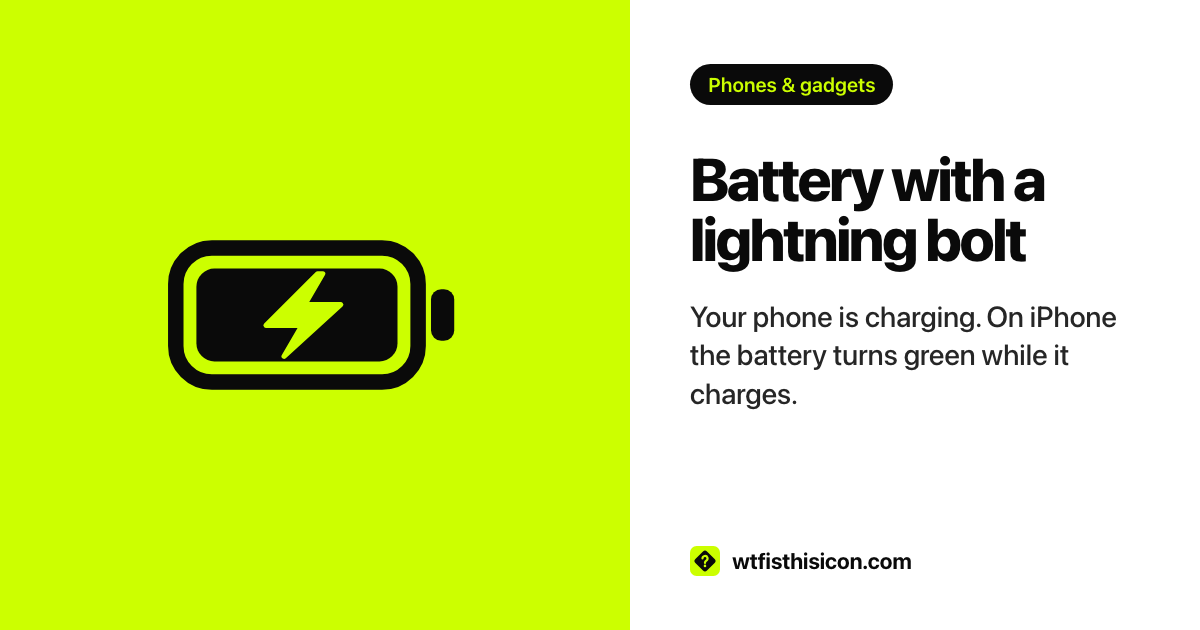 Phones & gadgets
Battery with a
lightning bolt
Your phone is charging. On iPhone
the battery turns green while it
charges.
?
wtfisthisicon.com